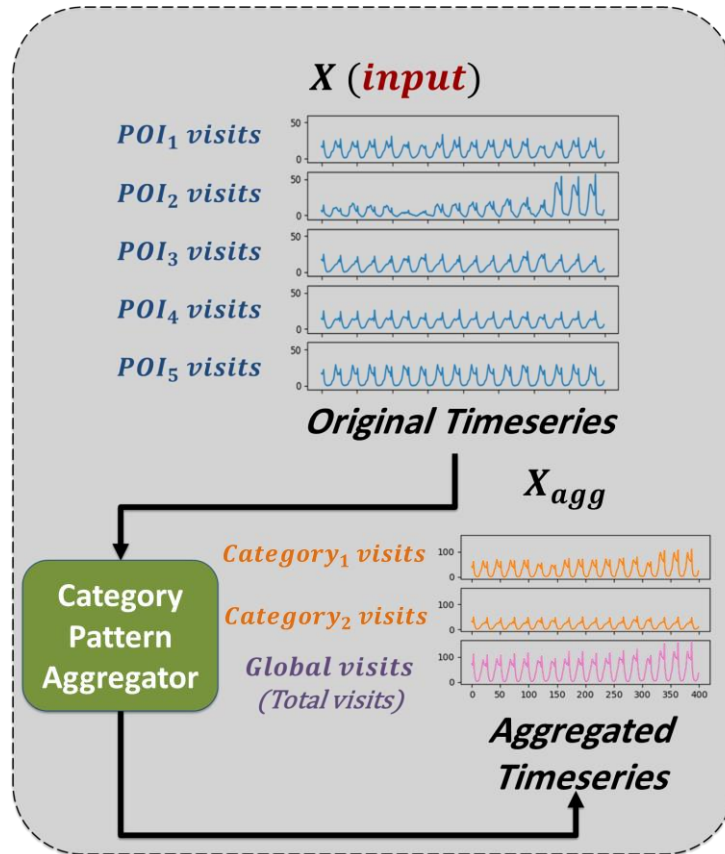 X (input)
POI₁ visits
50
0
POI₂ visits
50
0
POI₃ visits
50
0
POI₄ visits
50
0
POI₅ visits
50
0
Original Timeseries
X_agg
Category₁ visits
100
0
Category₂ visits
100
0
Global visits
(Total visits)
100
0
0 50 100 150 200 250 300 350 400
Category
Pattern
Aggregator
Aggregated
Timeseries